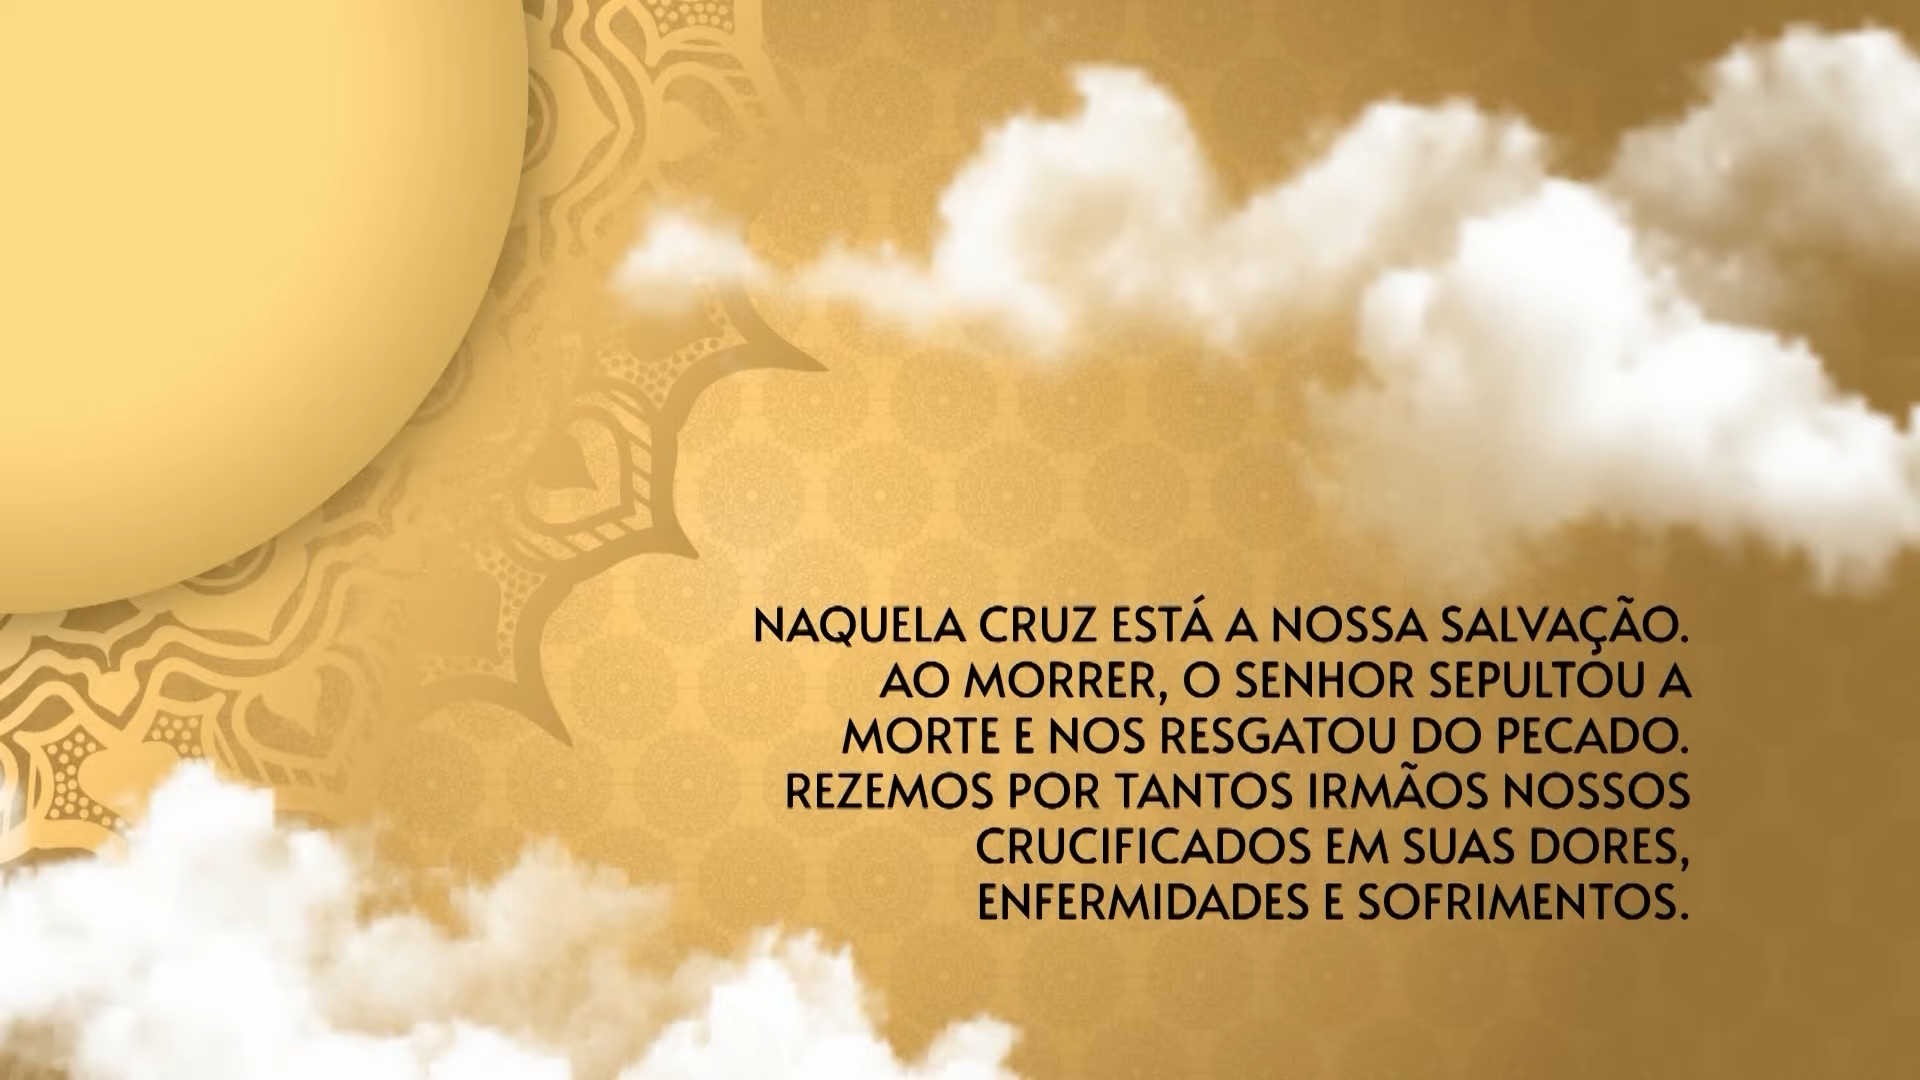 NAQUELA CRUZ ESTÁ A NOSSA SALVAÇÃO.
AO MORRER, O SENHOR SEPULTOU A
MORTE E NOS RESGATOU DO PECADO.
REZEMOS POR TANTOS IRMÃOS NOSSOS
CRUCIFICADOS EM SUAS DORES,
ENFERMIDADES E SOFRIMENTOS.